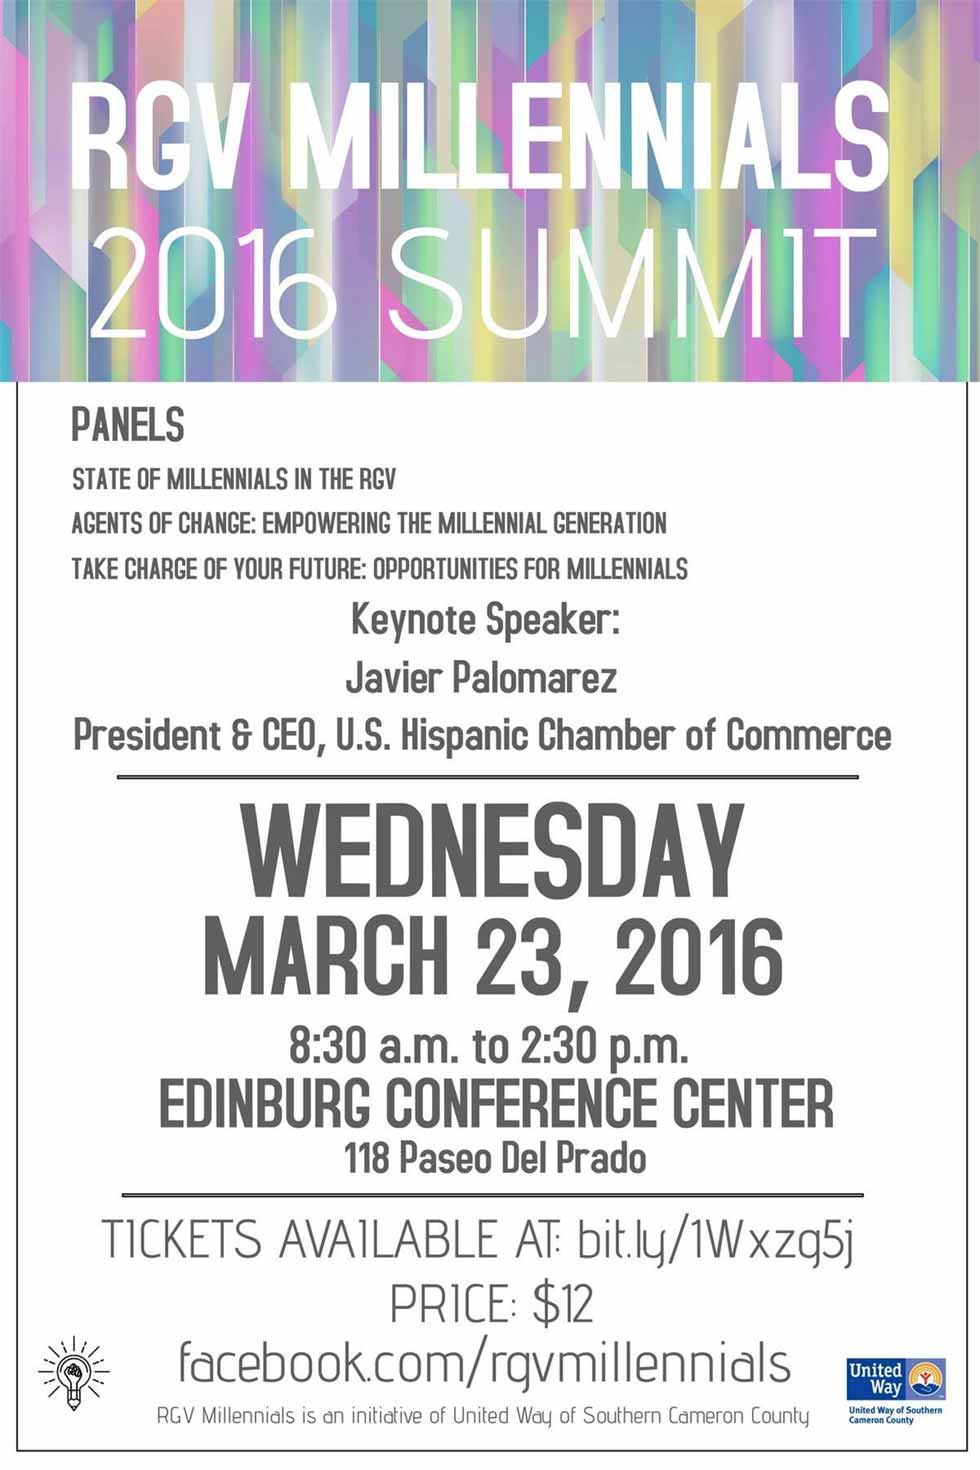 RGV MILLENNIALS
2016 SUMMIT
PANELS
STATE OF MILLENNIALS IN THE RGV
AGENTS OF CHANGE: EMPOWERING THE MILLENNIAL GENERATION
TAKE CHARGE OF YOUR FUTURE: OPPORTUNITIES FOR MILLENNIALS
Keynote Speaker:
Javier Palomarez
President & CEO, U.S. Hispanic Chamber of Commerce
WEDNESDAY
MARCH 23, 2016
8:30 a.m. to 2:30 p.m.
EDINBURG CONFERENCE CENTER
118 Paseo Del Prado
TICKETS AVAILABLE AT: bit.ly/1Wxzg5j
PRICE: $12
facebook.com/rgvmillennials
RGV Millennials is an initiative of United Way of Southern Cameron County
United
Way
United Way of Southern
Cameron County